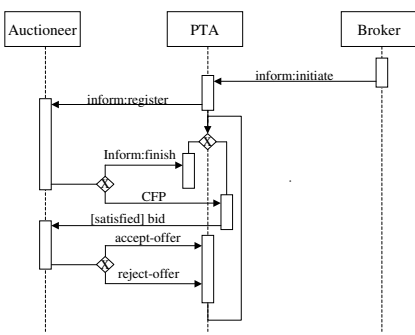 Auctioneer PTA Broker
inform:initiate
inform:register
X
Inform:finish
X
CFP
[satisfied] bid
accept-offer
X
reject-offer